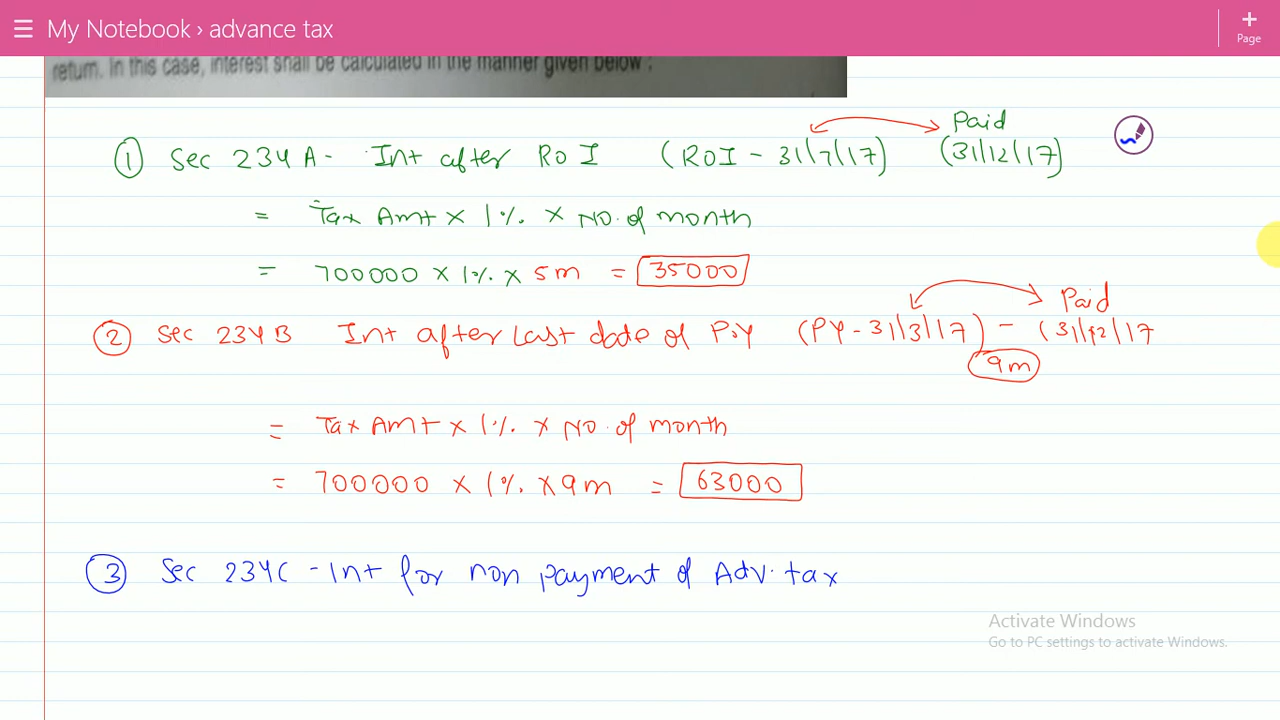 My Notebook › advance tax
Page
return. In this case, interest shall be calculated in the manner given below :
① Sec 234A - Int after RoI (ROI - 31/7/17) Paid (31/12/17)
= Tax Amt x 1% x No. of month
= 700000 x 1% x 5m = 35000
② Sec 234B Int after Last date of P.Y (PY - 31/3/17) - Paid (31/12/17
9m
= Tax Amt x 1% x No. of month
= 700000 x 1% x 9m = 63000
③ Sec 234C - Int for non payment of Adv. tax
Activate Windows
Go to PC settings to activate Windows.